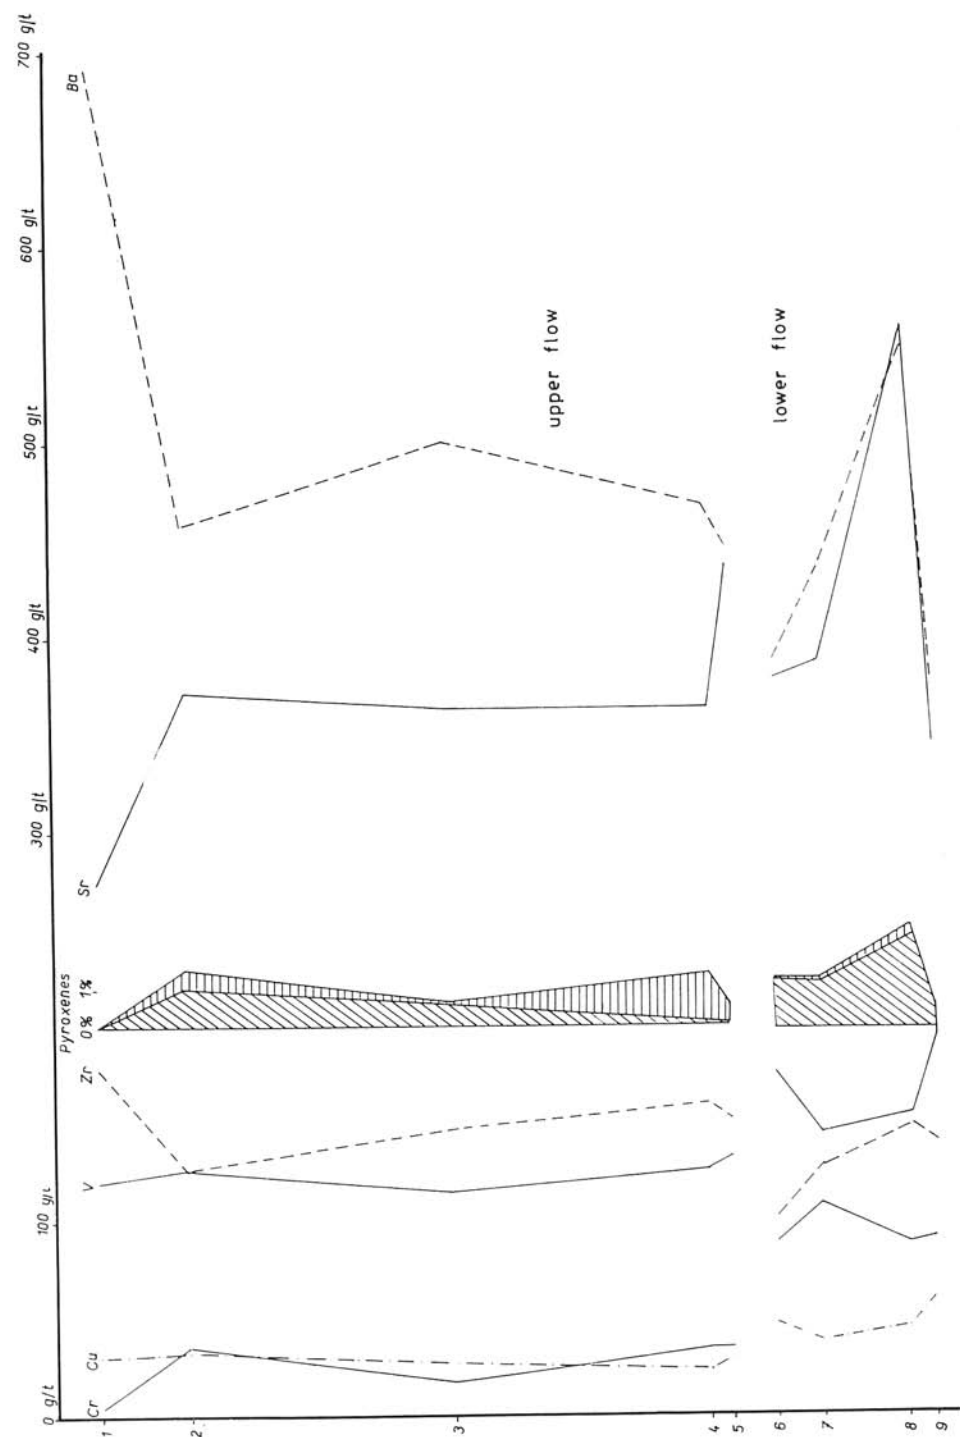 700 g/t
Ba
600 g/t
500 g/t
upper flow
lower flow
400 g/t
300 g/t
Sr
Pyroxenes
0% 1%
Zr
V
100 g/t
Cu
Cr
0 g/t
1
2
3
4
5
6
7
8
9